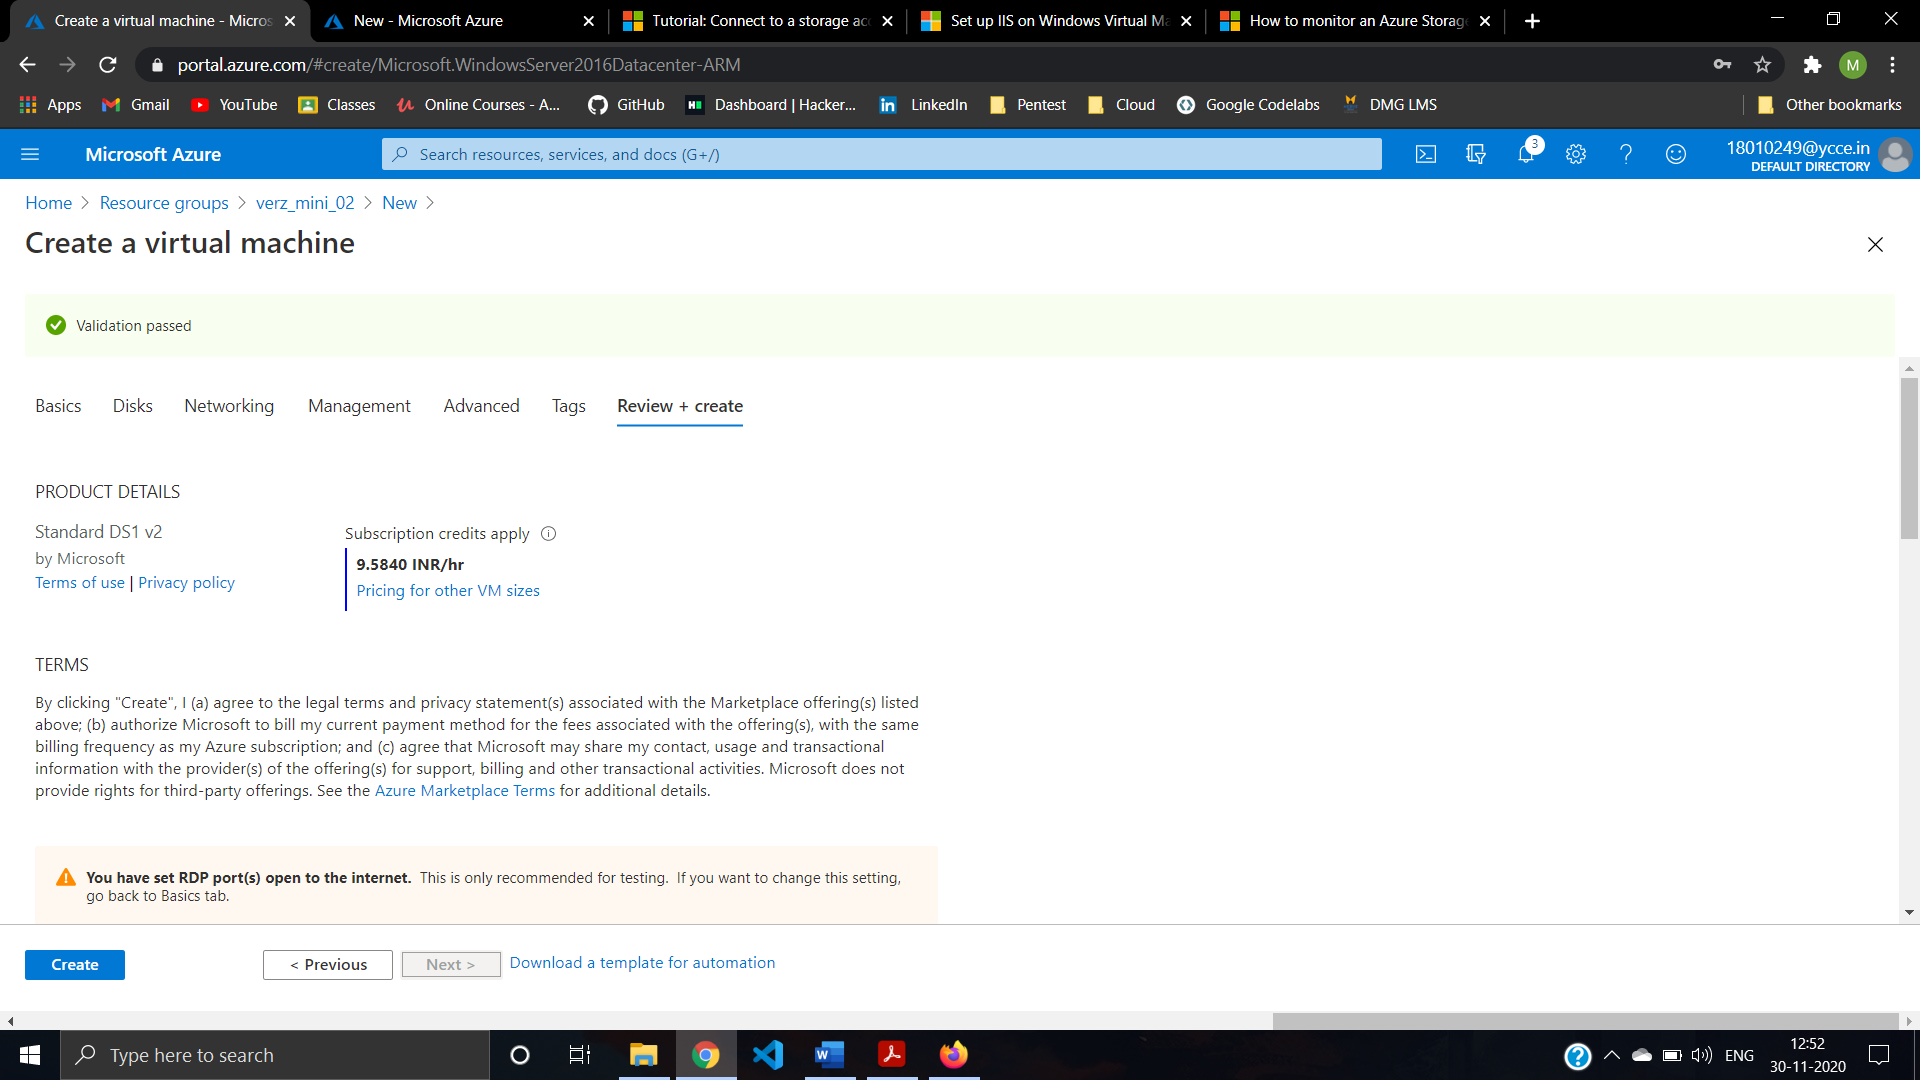 Create a virtual machine - Micros
New - Microsoft Azure
Tutorial: Connect to a storage acc
Set up IIS on Windows Virtual Ma
How to monitor an Azure Storage
portal.azure.com/#create/Microsoft.WindowsServer2016Datacenter-ARM
M
Apps
Gmail
YouTube
Classes
Online Courses - A...
GitHub
Dashboard | Hacker...
LinkedIn
Pentest
Cloud
Google Codelabs
DMG LMS
Other bookmarks
Microsoft Azure
Search resources, services, and docs (G+/)
3
18010249@ycce.in
DEFAULT DIRECTORY
Home > Resource groups > verz_mini_02 > New >
Create a virtual machine
Validation passed
Basics Disks Networking Management Advanced Tags Review + create
PRODUCT DETAILS
Standard DS1 v2
by Microsoft
Terms of use | Privacy policy
Subscription credits apply
9.5840 INR/hr
Pricing for other VM sizes
TERMS
By clicking "Create", I (a) agree to the legal terms and privacy statement(s) associated with the Marketplace offering(s) listed
above; (b) authorize Microsoft to bill my current payment method for the fees associated with the offering(s), with the same
billing frequency as my Azure subscription; and (c) agree that Microsoft may share my contact, usage and transactional
information with the provider(s) of the offering(s) for support, billing and other transactional activities. Microsoft does not
provide rights for third-party offerings. See the Azure Marketplace Terms for additional details.
You have set RDP port(s) open to the internet. This is only recommended for testing. If you want to change this setting,
go back to Basics tab.
Create
< Previous
Next >
Download a template for automation
Type here to search
ENG
12:52
30-11-2020